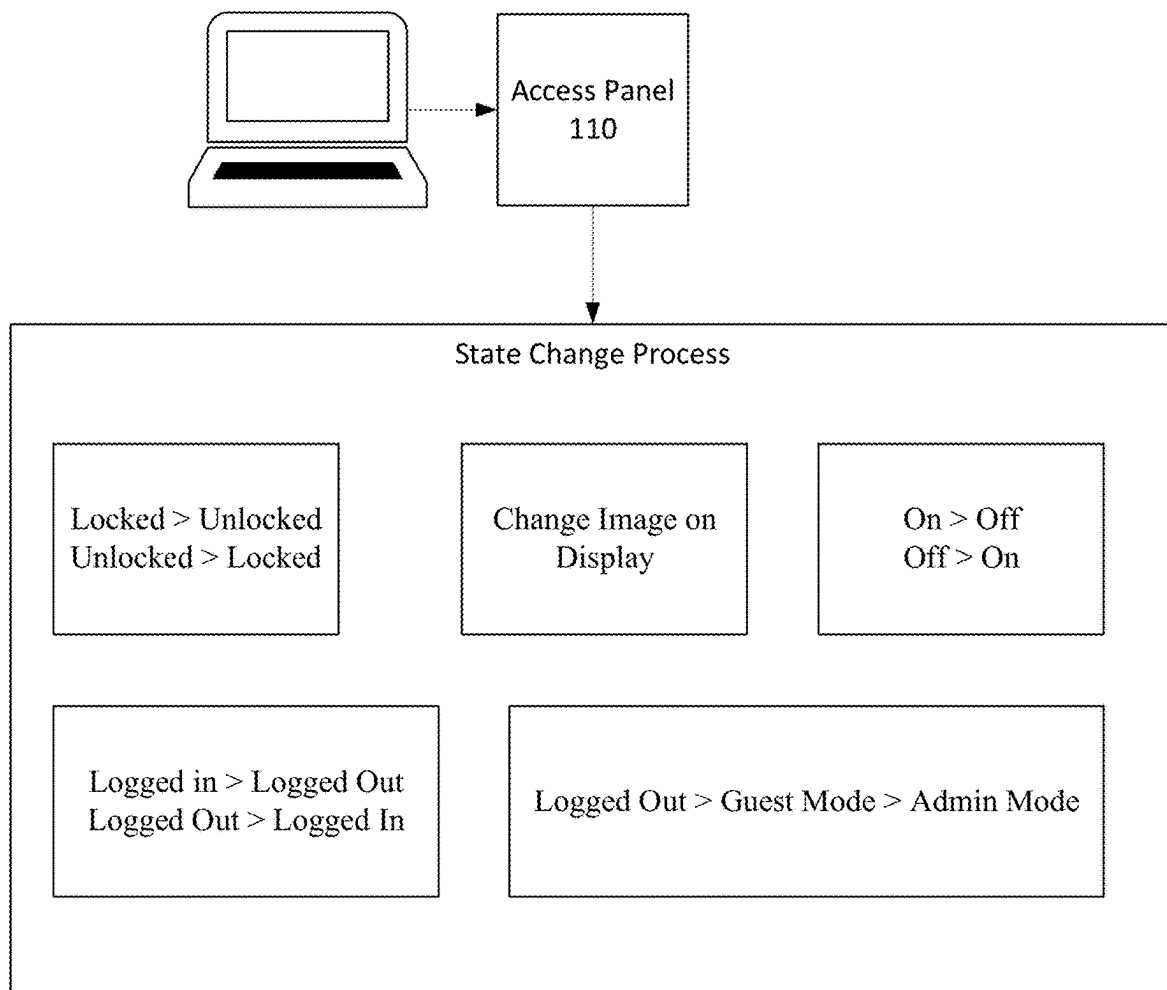 Access Panel
110
State Change Process
Locked > Unlocked
Unlocked > Locked
Change Image on
Display
On > Off
Off > On
Logged in > Logged Out
Logged Out > Logged In
Logged Out > Guest Mode > Admin Mode